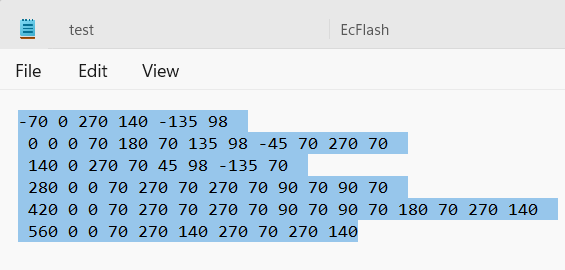 test
EcFlash
File Edit View
-70 0 270 140 -135 98
0 0 0 70 180 70 135 98 -45 70 270 70
140 0 270 70 45 98 -135 70
280 0 0 70 270 70 270 70 90 70 90 70
420 0 0 70 270 70 270 70 90 70 90 70 180 70 270 140
560 0 0 70 270 140 270 70 270 140